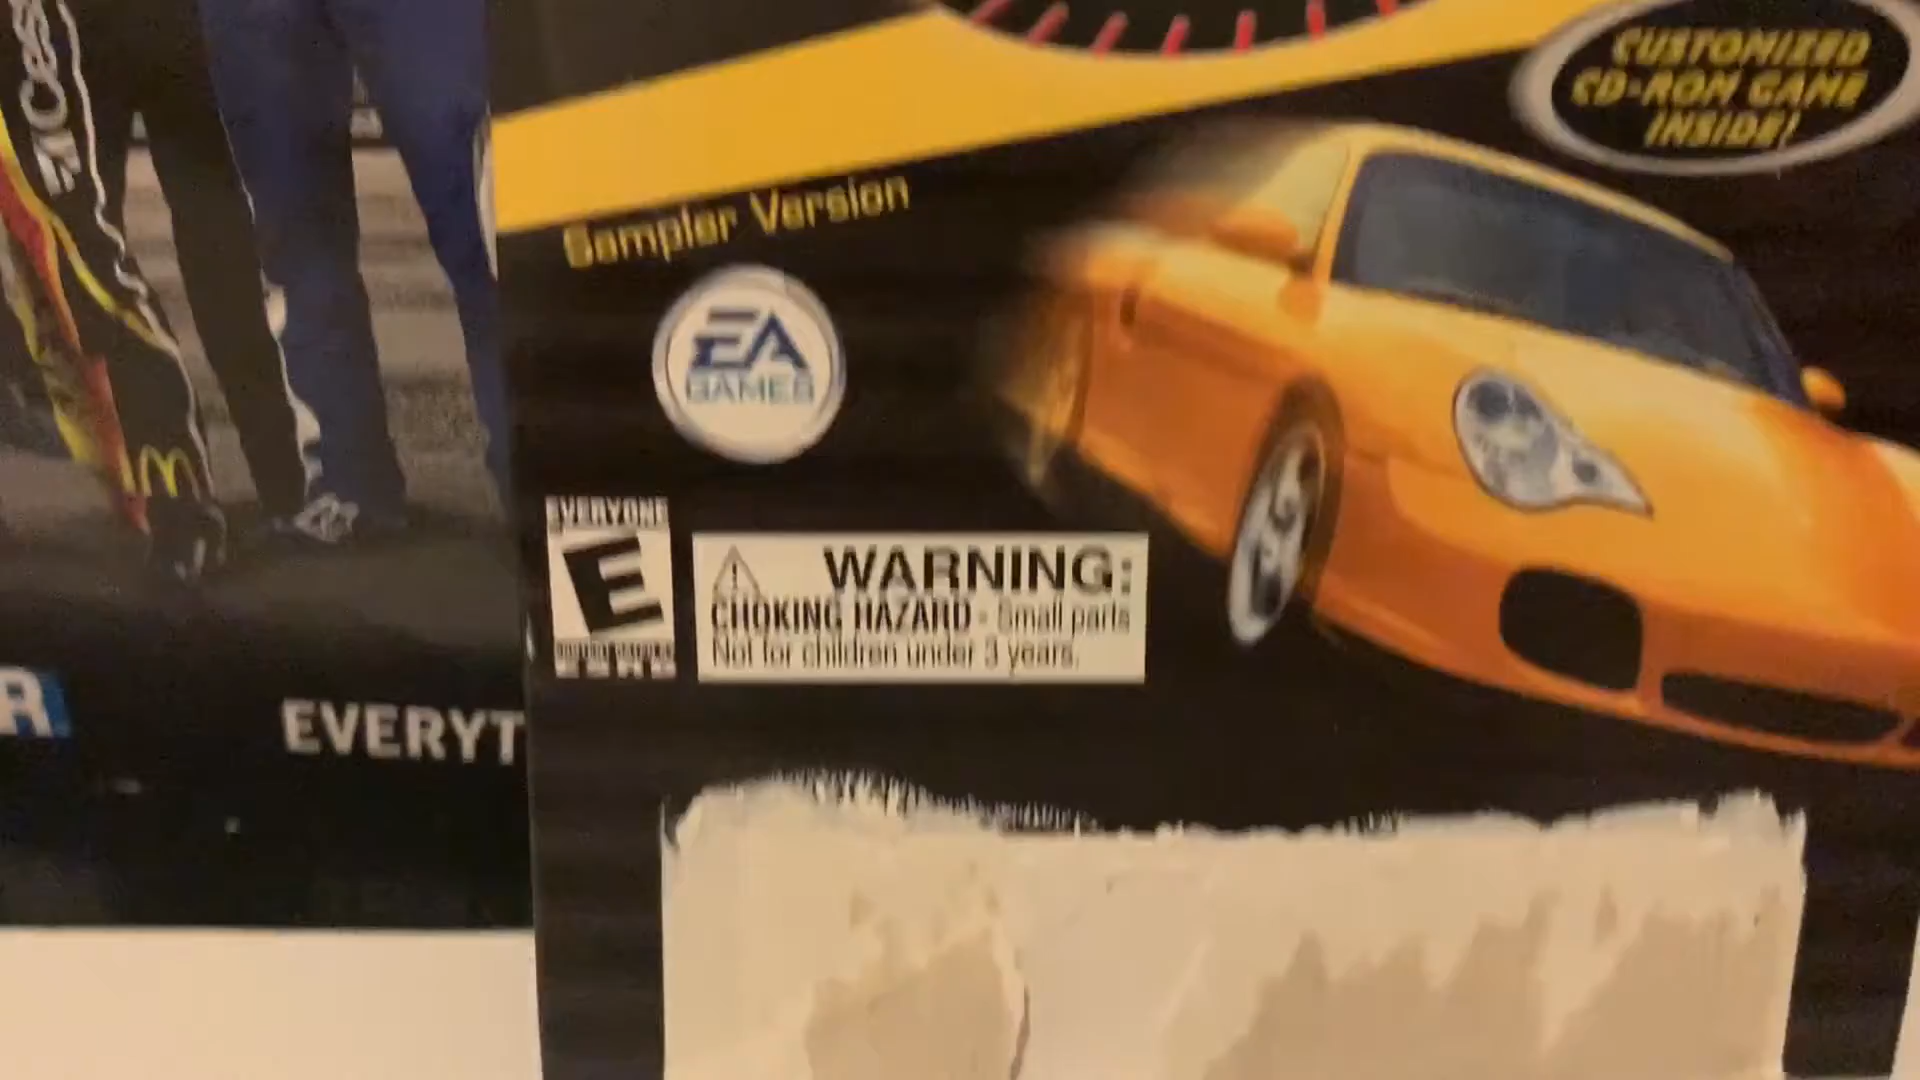 CUSTOMIZED
CD-ROM GAME
INSIDE!
Sampler Version
EA
GAMES
EVERYONE
E
WARNING:
CHOKING HAZARD - Small parts
Not for children under 3 years.
R
EVERYT